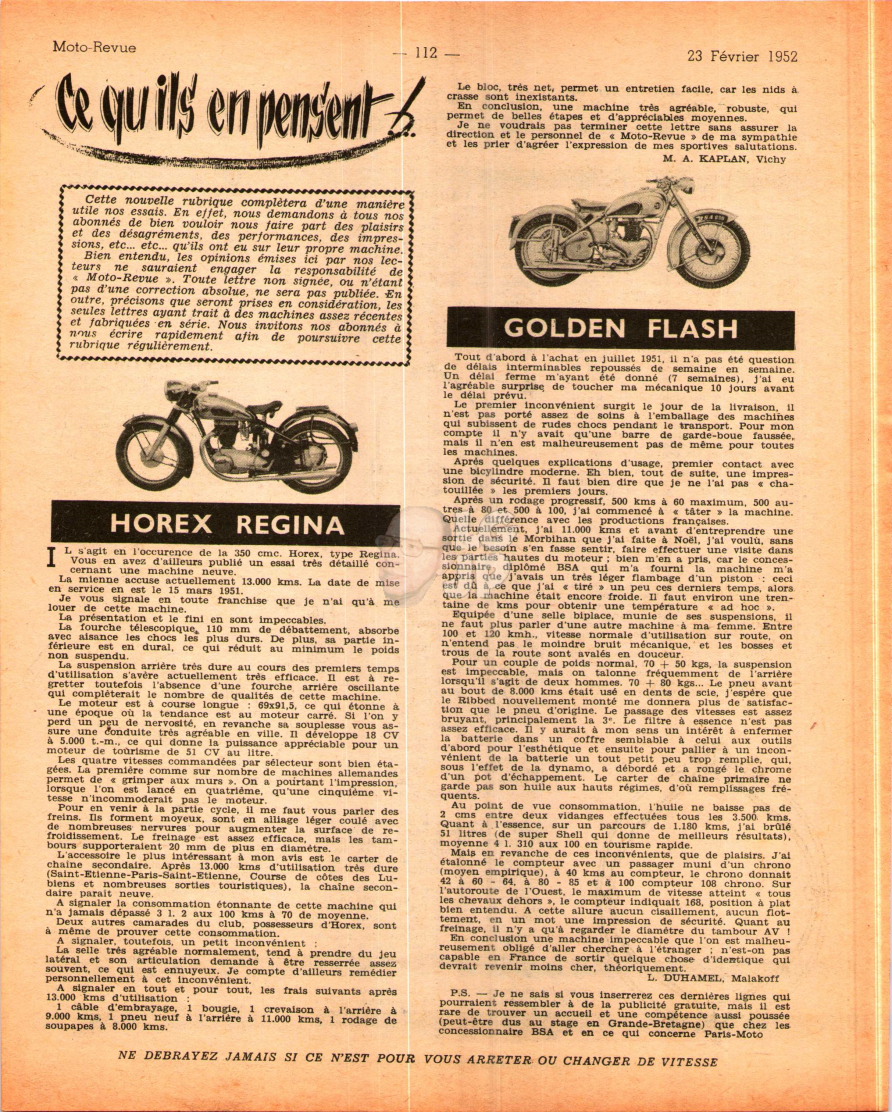 Moto-Revue
— 112 —
23 Février 1952
Ce qu'ils en pensent !..
Cette nouvelle rubrique complètera d'une manière
utile nos essais. En effet, nous demandons à tous nos
abonnés de bien vouloir nous faire part des plaisirs
et des désagréments, des performances, des impres-
sions, etc... etc... qu'ils ont eu sur leur propre machine.
Bien entendu, les opinions émises ici par nos lec-
teurs ne sauraient engager la responsabilité de
« Moto-Revue ». Toute lettre non signée, ou n'étant
pas d'une correction absolue, ne sera pas publiée. En
outre, précisons que seront prises en considération, les
seules lettres ayant trait à des machines assez récentes
et fabriquées en série. Nous invitons nos abonnés à
nous écrire rapidement afin de poursuivre cette
rubrique régulièrement.
HOREX REGINA
IL s'agit en l'occurence de la 350 cmc. Horex, type Regina.
Vous en avez d'ailleurs publié un essai très détaillé con-
cernant une machine neuve.
La mienne accuse actuellement 13.000 kms. La date de mise
en service en est le 15 mars 1951.
Je vous signale en toute franchise que je n'ai qu'à me
louer de cette machine.
La présentation et le fini en sont impeccables.
La fourche télescopique, 110 mm de débattement, absorbe
avec aisance les chocs les plus durs. De plus, sa partie in-
férieure est en dural, ce qui réduit au minimum le poids
non suspendu.
La suspension arrière très dure au cours des premiers temps
d'utilisation s'avère actuellement très efficace. Il est à re-
gretter toutefois l'absence d'une fourche arrière oscillante
qui compléterait le nombre de qualités de cette machine.
Le moteur est à course longue : 69x91,5, ce qui étonne à
une époque où la tendance est au moteur carré. Si l'on y
perd un peu de nervosité, en revanche sa souplesse vous as-
sure une conduite très agréable en ville. Il développe 18 CV
à 5.000 t.-m., ce qui donne la puissance appréciable pour un
moteur de tourisme de 51 CV au litre.
Les quatre vitesses commandées par sélecteur sont bien éta-
gées. La première comme sur nombre de machines allemandes
permet de « grimper aux murs ». On a pourtant l'impression,
lorsque l'on est lancé en quatrième, qu'une cinquième vi-
tesse n'incommoderait pas le moteur.
Pour en venir à la partie cycle, il me faut vous parler des
freins. Ils forment moyeux, sont en alliage léger coulé avec
de nombreuses nervures pour augmenter la surface de re-
froidissement. Le freinage est assez efficace, mais les tam-
bours supporteraient 20 mm de plus en diamètre.
L'accessoire le plus intéressant à mon avis est le carter de
chaîne secondaire. Après 13.000 kms d'utilisation très dure
(Saint-Etienne-Paris-Saint-Etienne, Course de côtes des Lu-
biens et nombreuses sorties touristiques), la chaîne secon-
daire parait neuve.
A signaler la consommation étonnante de cette machine qui
n'a jamais dépassé 3 l. 2 aux 100 kms à 70 de moyenne.
Deux autres camarades du club, possesseurs d'Horex, sont
à même de prouver cette consommation.
A signaler, toutefois, un petit inconvénient :
La selle très agréable normalement, tend à prendre du jeu
latéral et son articulation demande à être resserrée assez
souvent, ce qui est ennuyeux. Je compte d'ailleurs remédier
personnellement à cet inconvénient.
A signaler en tout et pour tout, les frais suivants après
13.000 kms d'utilisation :
1 câble d'embrayage, 1 bougie, 1 crevaison à l'arrière à
9.000 kms, 1 pneu neuf à l'arrière à 11.000 kms, 1 rodage de
soupapes à 8.000 kms.
Le bloc, très net, permet un entretien facile, car les nids à
crasse sont inexistants.
En conclusion, une machine très agréable, robuste, qui
permet de belles étapes et d'appréciables moyennes.
Je ne voudrais pas terminer cette lettre sans assurer la
direction et le personnel de « Moto-Revue » de ma sympathie
et les prier d'agréer l'expression de mes sportives salutations.
M. A. KAPLAN, Vichy
GOLDEN FLASH
Tout d'abord à l'achat en juillet 1951, il n'a pas été question
de délais interminables repoussés de semaine en semaine.
Un délai ferme m'ayant été donné (7 semaines), j'ai eu
l'agréable surprise de toucher ma mécanique 10 jours avant
le délai prévu.
Le premier inconvénient surgit le jour de la livraison, il
n'est pas porté assez de soins à l'emballage des machines
qui subissent de rudes chocs pendant le transport. Pour mon
compte il n'y avait qu'une barre de garde-boue faussée,
mais il n'en est malheureusement pas de même pour toutes
les machines.
Après quelques explications d'usage, premier contact avec
une bicylindre moderne. Eh bien, tout de suite, une impres-
sion de sécurité. Il faut bien dire que je ne l'ai pas « cha-
touillée » les premiers jours.
Après un rodage progressif, 500 kms à 60 maximum, 500 au-
tres à 80 et 500 à 100, j'ai commencé à « tâter » la machine.
Quelle différence avec les productions françaises.
Actuellement, j'ai 11.000 kms et avant d'entreprendre une
sortie dans le Morbihan que j'ai faite à Noël, j'ai voulu, sans
que le besoin s'en fasse sentir, faire effectuer une visite dans
les parties hautes du moteur ; bien m'en a pris, car le conces-
sionnaire diplômé BSA qui m'a fourni la machine m'a
appris que j'avais un très léger flambage d'un piston : ceci
est dû à ce que j'ai « tiré » un peu ces derniers temps, alors
que la machine était encore froide. Il faut environ une tren-
taine de kms pour obtenir une température « ad hoc ».
Equipée d'une selle biplace, munie de ses suspensions, il
ne faut plus parler d'une autre machine à ma femme. Entre
100 et 120 kmh., vitesse normale d'utilisation sur route, on
n'entend pas le moindre bruit mécanique, et les bosses et
trous de la route sont avalés en douceur.
Pour un couple de poids normal, 70 + 50 kgs, la suspension
est impeccable, mais on talonne fréquemment de l'arrière
lorsqu'il s'agit de deux hommes, 70 + 80 kgs... Le pneu avant
au bout de 8.000 kms était usé en dents de scie, j'espère que
le Ribbed nouvellement monté me donnera plus de satisfac-
tion que le pneu d'origine. Le passage des vitesses est assez
bruyant, principalement la 3e. Le filtre à essence n'est pas
assez efficace. Il y aurait à mon sens un intérêt à enfermer
la batterie dans un coffre semblable à celui aux outils
d'abord pour l'esthétique et ensuite pour pallier à un incon-
vénient de la batterie un tout petit peu trop remplie, qui,
sous l'effet de la dynamo, a débordé et a rongé le chrome
d'un pot d'échappement. Le carter de chaîne primaire ne
garde pas son huile aux hauts régimes, d'où remplissages fré-
quents.
Au point de vue consommation, l'huile ne baisse pas de
2 cms entre deux vidanges effectuées tous les 3.500 kms.
Quant à l'essence, sur un parcours de 1.180 kms, j'ai brûlé
51 litres (de super Shell qui donne de meilleurs résultats),
moyenne 4 l. 310 aux 100 en tourisme rapide.
Mais en revanche de ces inconvénients, que de plaisirs. J'ai
étalonné le compteur avec un passager muni d'un chrono
(moyen empirique), à 40 kms au compteur, le chrono donnait
42 à 60 - 64, à 80 - 85 et à 100 compteur 108 chrono. Sur
l'autoroute de l'Ouest, le maximum de vitesse atteint « tous
les chevaux dehors », le compteur indiquait 168, position à plat
bien entendu. A cette allure aucun cisaillement, aucun flot-
tement, en un mot une impression de sécurité. Quant au
freinage, il n'y a qu'à regarder le diamètre du tambour AV !
En conclusion une machine impeccable que l'on est malheu-
reusement obligé d'aller chercher à l'étranger ; n'est-on pas
capable en France de sortir quelque chose d'identique qui
devrait revenir moins cher, théoriquement.
L. DUHAMEL, Malakoff
P.S. — Je ne sais si vous inserrerez ces dernières lignes qui
pourraient ressembler à de la publicité gratuite, mais il est
rare de trouver un accueil et une compétence aussi poussée
(peut-être dus au stage en Grande-Bretagne) que chez les
concessionnaire BSA et en ce qui concerne Paris-Moto
NE DEBRAYEZ JAMAIS SI CE N'EST POUR VOUS ARRETER OU CHANGER DE VITESSE